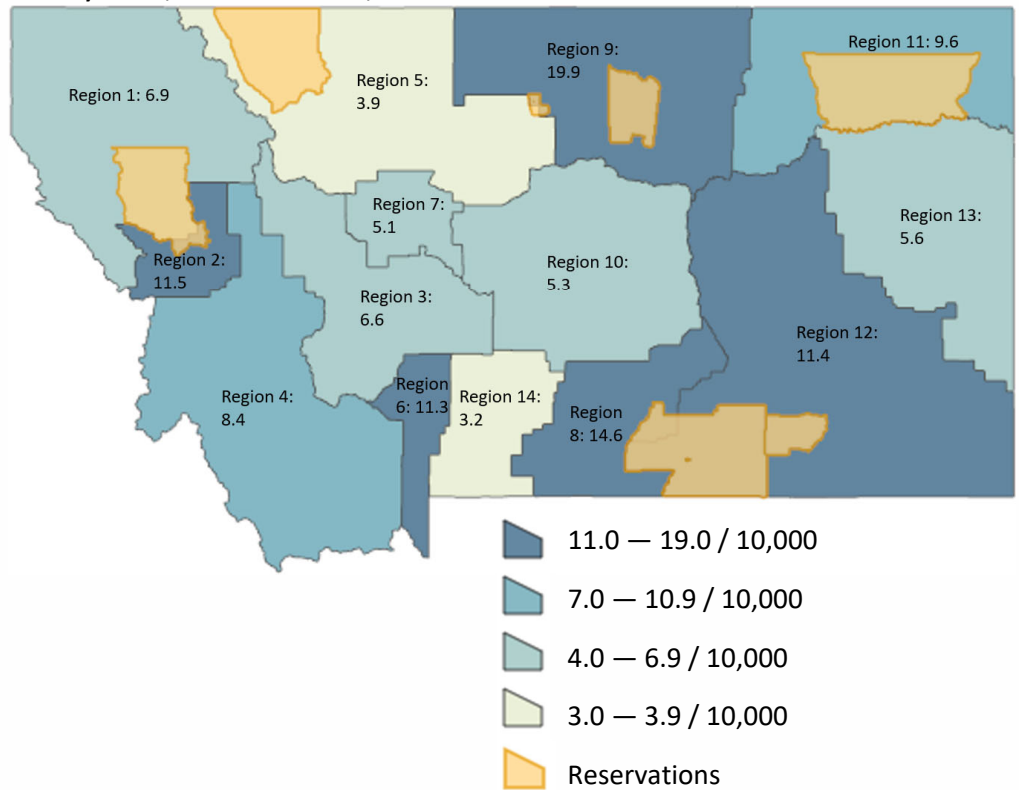 Region 9:
19.9
Region 11: 9.6
Region 5:
3.9
Region 1: 6.9
Region 7:
5.1
Region 13:
5.6
Region 2:
11.5
Region 10:
5.3
Region 3:
6.6
Region 12:
11.4
Region 4:
8.4
Region
6: 11.3
Region 14:
3.2
Region
8: 14.6
11.0 — 19.0 / 10,000
7.0 — 10.9 / 10,000
4.0 — 6.9 / 10,000
3.0 — 3.9 / 10,000
Reservations